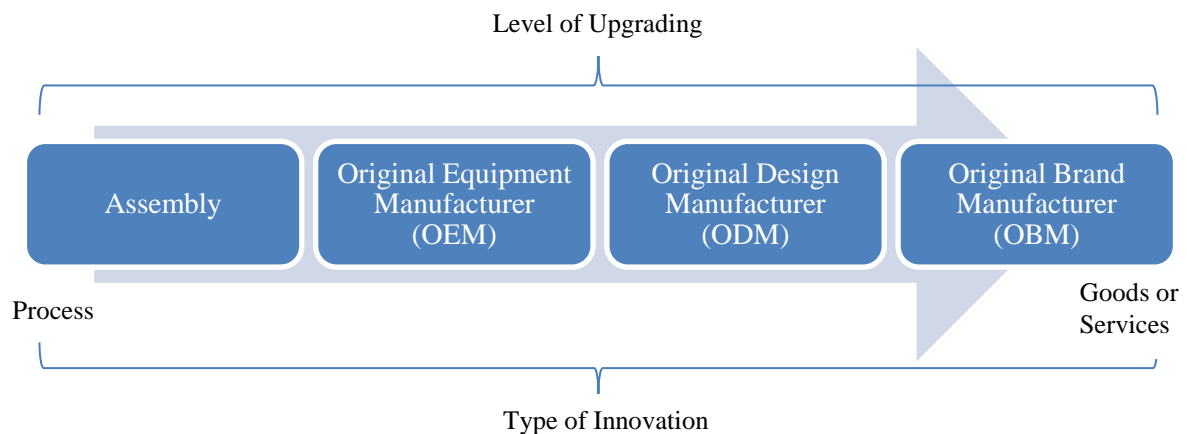 Level of Upgrading
Assembly
Original Equipment
Manufacturer
(OEM)
Original Design
Manufacturer
(ODM)
Original Brand
Manufacturer
(OBM)
Process
Goods or
Services
Type of Innovation